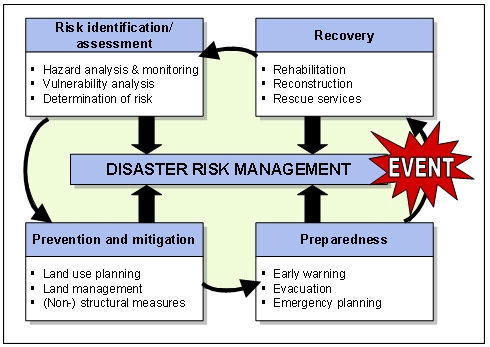 Risk identification/
assessment
▪ Hazard analysis & monitoring
▪ Vulnerability analysis
▪ Determination of risk
Recovery
▪ Rehabilitation
▪ Reconstruction
▪ Rescue services
DISASTER RISK MANAGEMENT
EVENT
Prevention and mitigation
▪ Land use planning
▪ Land management
▪ (Non-) structural measures
Preparedness
▪ Early warning
▪ Evacuation
▪ Emergency planning